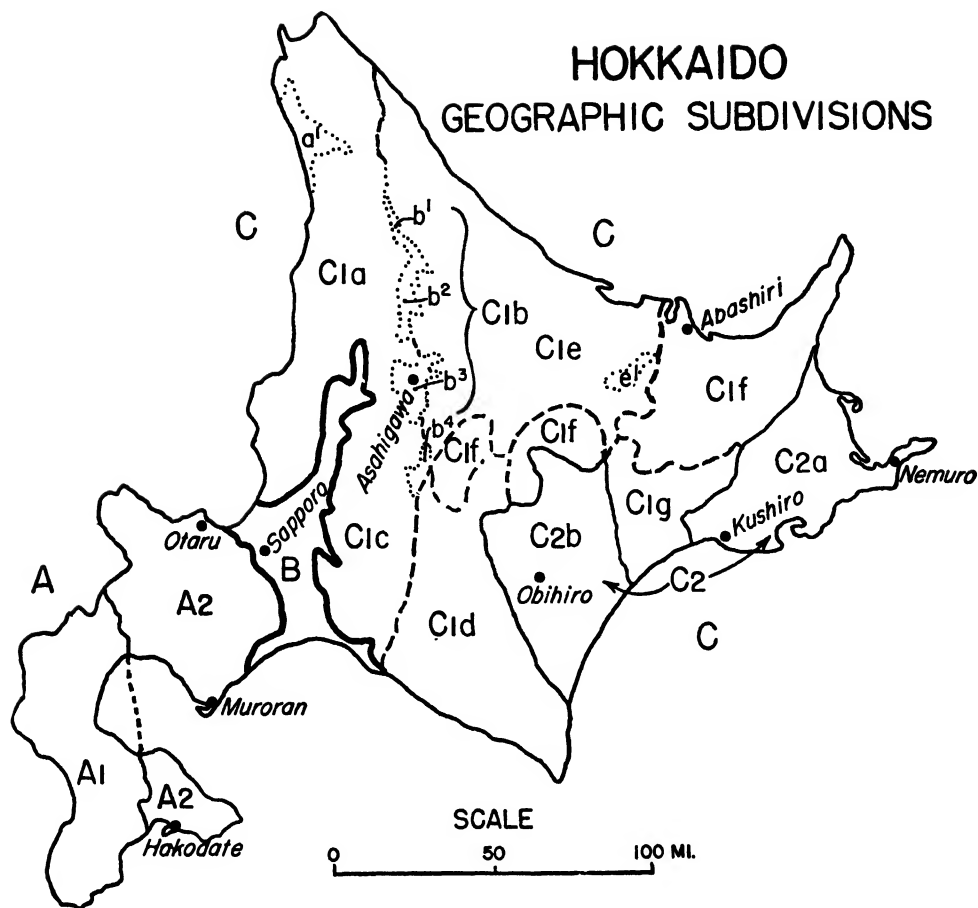 HOKKAIDO
GEOGRAPHIC SUBDIVISIONS
a¹
b¹
C
C
C1a
b²
C1b
Abashiri
C1e
e¹
b³
C1f
Asahigawa
b⁴
C1f
C1f
C2a
Nemuro
Sapporo
C1g
Otaru
C1c
C2b
Kushiro
B
A
A2
Obihiro
C2
C1d
C
Muroran
A1
A2
Hakodate
SCALE
0 50 100 MI.